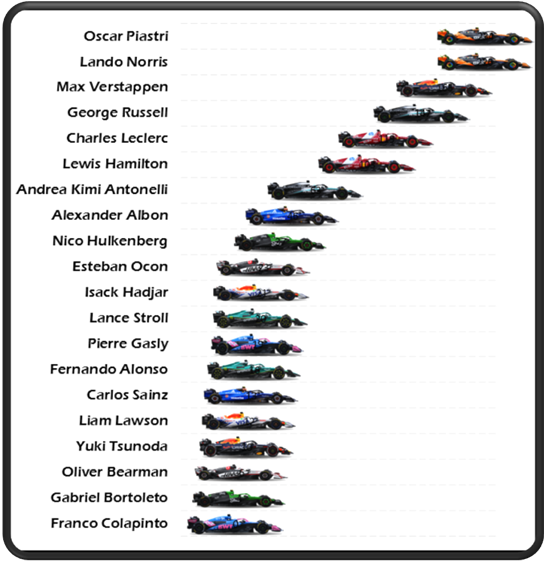 Oscar Piastri
Lando Norris
Max Verstappen
George Russell
Charles Leclerc
Lewis Hamilton
Andrea Kimi Antonelli
Alexander Albon
Nico Hulkenberg
Esteban Ocon
Isack Hadjar
Lance Stroll
Pierre Gasly
Fernando Alonso
Carlos Sainz
Liam Lawson
Yuki Tsunoda
Oliver Bearman
Gabriel Bortoleto
Franco Colapinto